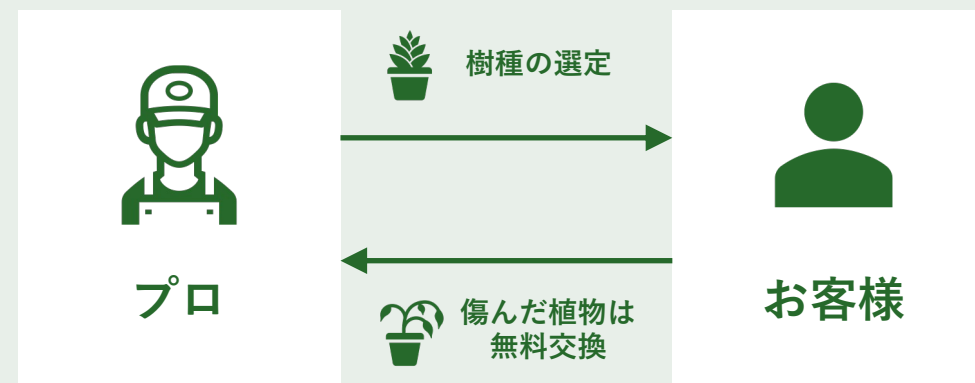 樹種の選定
プロ
お客様
傷んだ植物は
無料交換